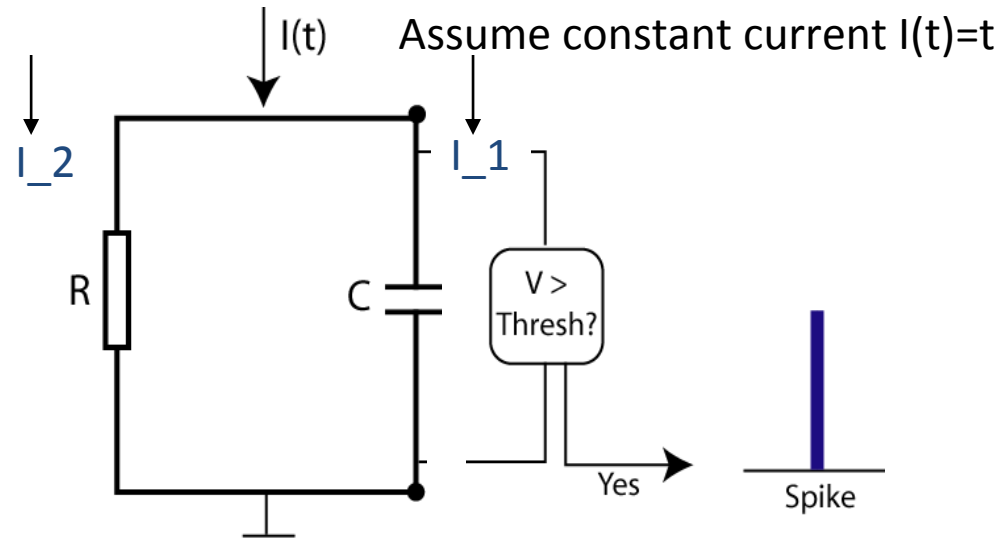 I(t)
Assume constant current I(t)=t
I_2
I_1
R
C
V >
Thresh?
Yes
Spike